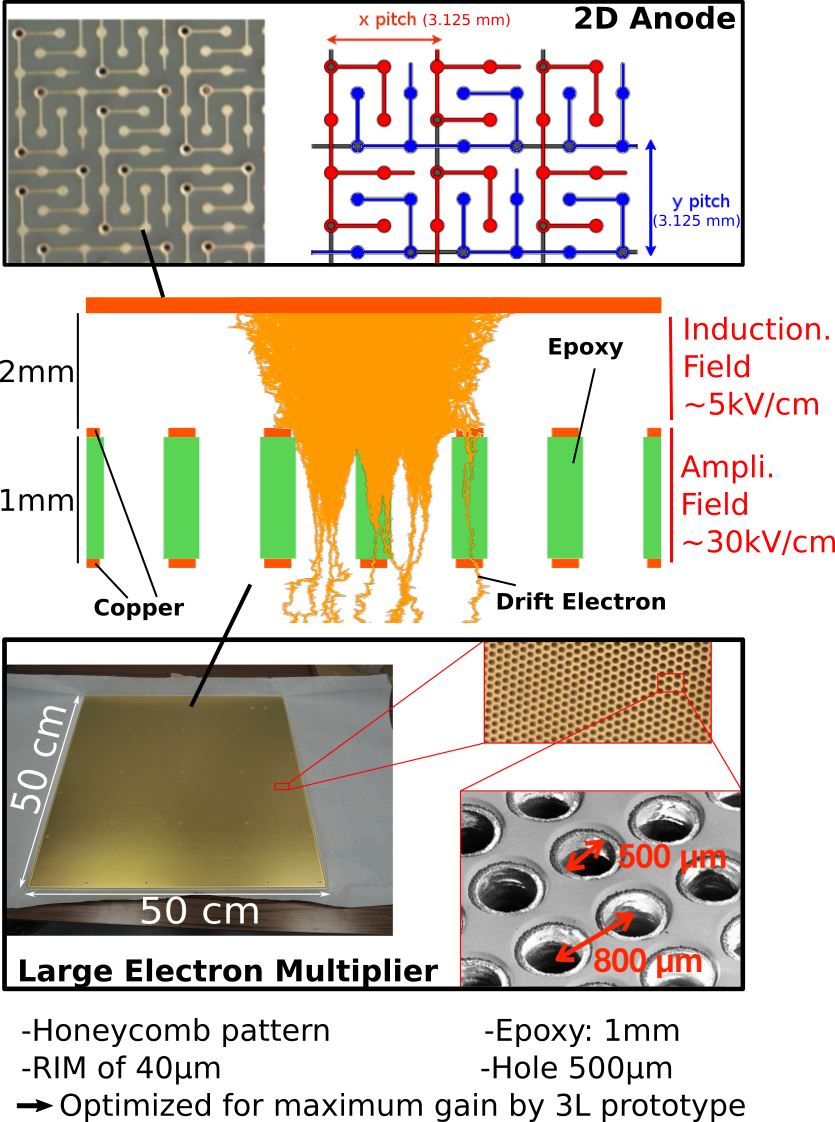 2D Anode
x pitch (3.125 mm)
y pitch
(3.125 mm)
2mm
Epoxy
Induction.
Field
~5kV/cm
1mm
Ampli.
Field
~30kV/cm
Copper
Drift Electron
50 cm
50 cm
500 µm
800 µm
Large Electron Multiplier
-Honeycomb pattern
-Epoxy: 1mm
-RIM of 40µm
-Hole 500µm
→ Optimized for maximum gain by 3L prototype